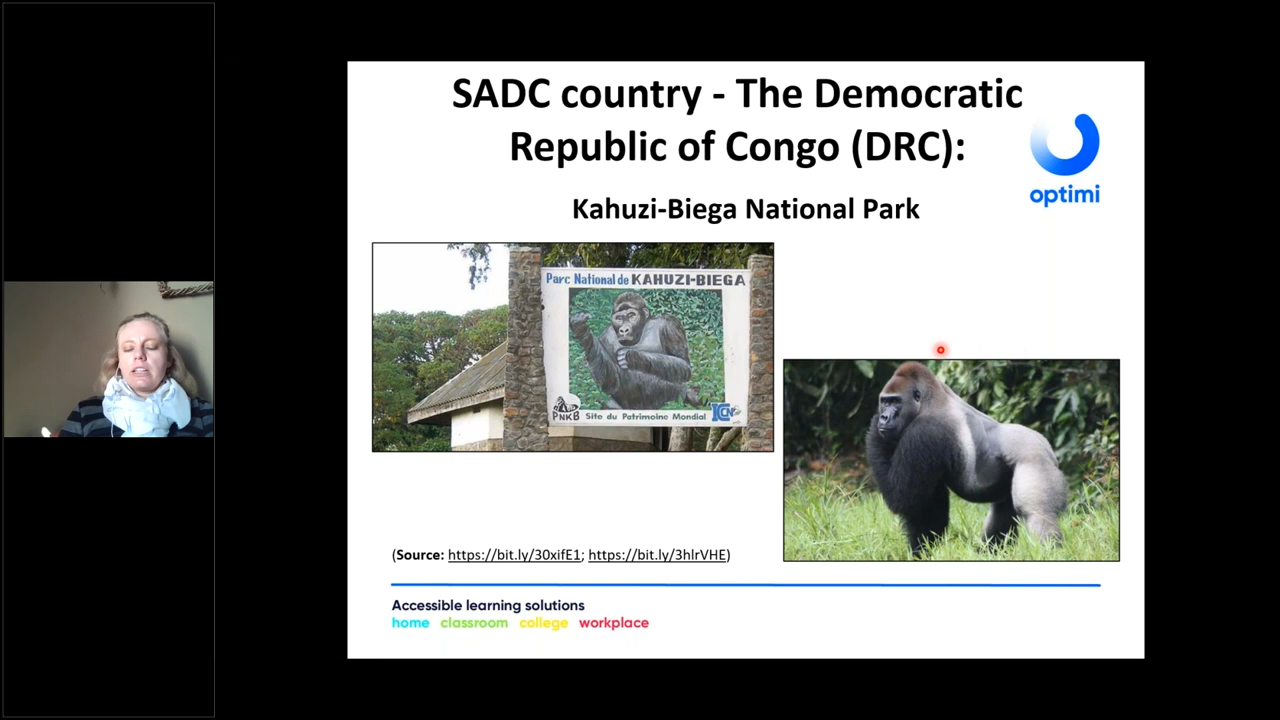 SADC country - The Democratic
Republic of Congo (DRC):
optimi
Kahuzi-Biega National Park
Parc National de KAHUZI-BIEGA
PNKB Site du Patrimoine Mondial ICCN
(Source: https://bit.ly/30xifE1; https://bit.ly/3hlrVHE)
Accessible learning solutions
home classroom college workplace